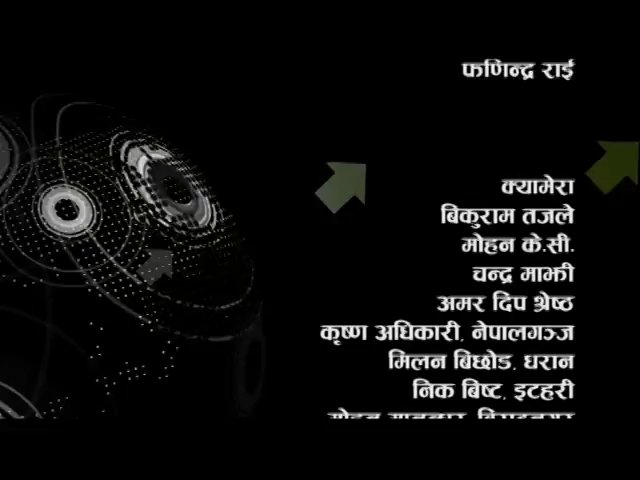 फणिन्द्र राई
क्यामेरा
बिकुराम तजले
मोहन के.सी.
चन्द्र माझी
अमर दिप श्रेष्ठ
कृष्ण अधिकारी, नेपालगञ्ज
मिलन बिछोड, धरान
निक बिष्ट, इटहरी